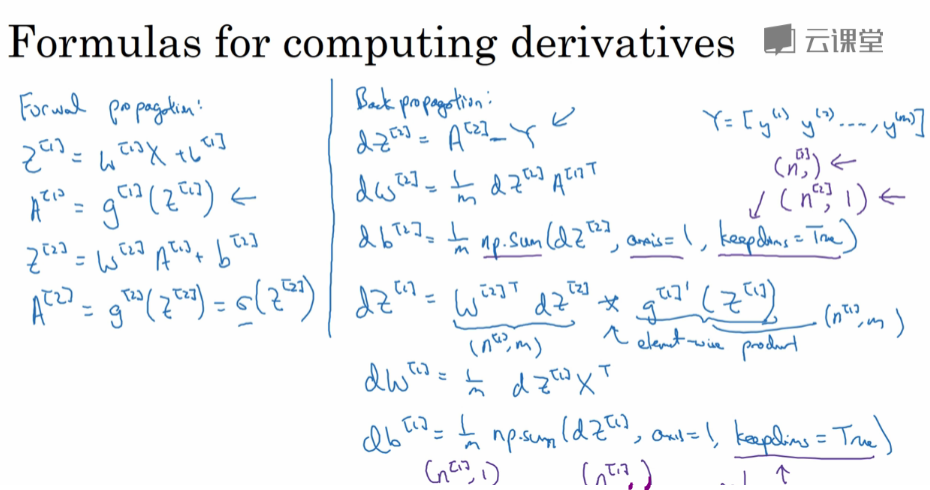 Formulas for computing derivatives
云课堂
Forward propagation:
Z^[1] = W^[1]X + b^[1]
A^[1] = g^[1](Z^[1]) ←
Z^[2] = W^[2] A^[1] + b^[2]
A^[2] = g^[2](Z^[2]) = σ(Z^[2])
Back propagation:
dZ^[2] = A^[2] - Y ↙
dW^[2] = 1/m dZ^[2] A^[1]T
db^[2] = 1/m np.sum(dZ^[2], axis=1, keepdims=True)
dZ^[1] = W^[2]T dZ^[2] * g^[1]'(Z^[1])
(n^[1], m)
↖ element-wise product
(n^[1], m)
dW^[1] = 1/m dZ^[1] X^T
db^[1] = 1/m np.sum(dZ^[1], axis=1, keepdims=True)
(n^[1], 1)
(n^[1],)
↑
Y = [y^(1) y^(2) ..., y^(m)]
(n^[2],) ←
↙ (n^[2], 1) ←